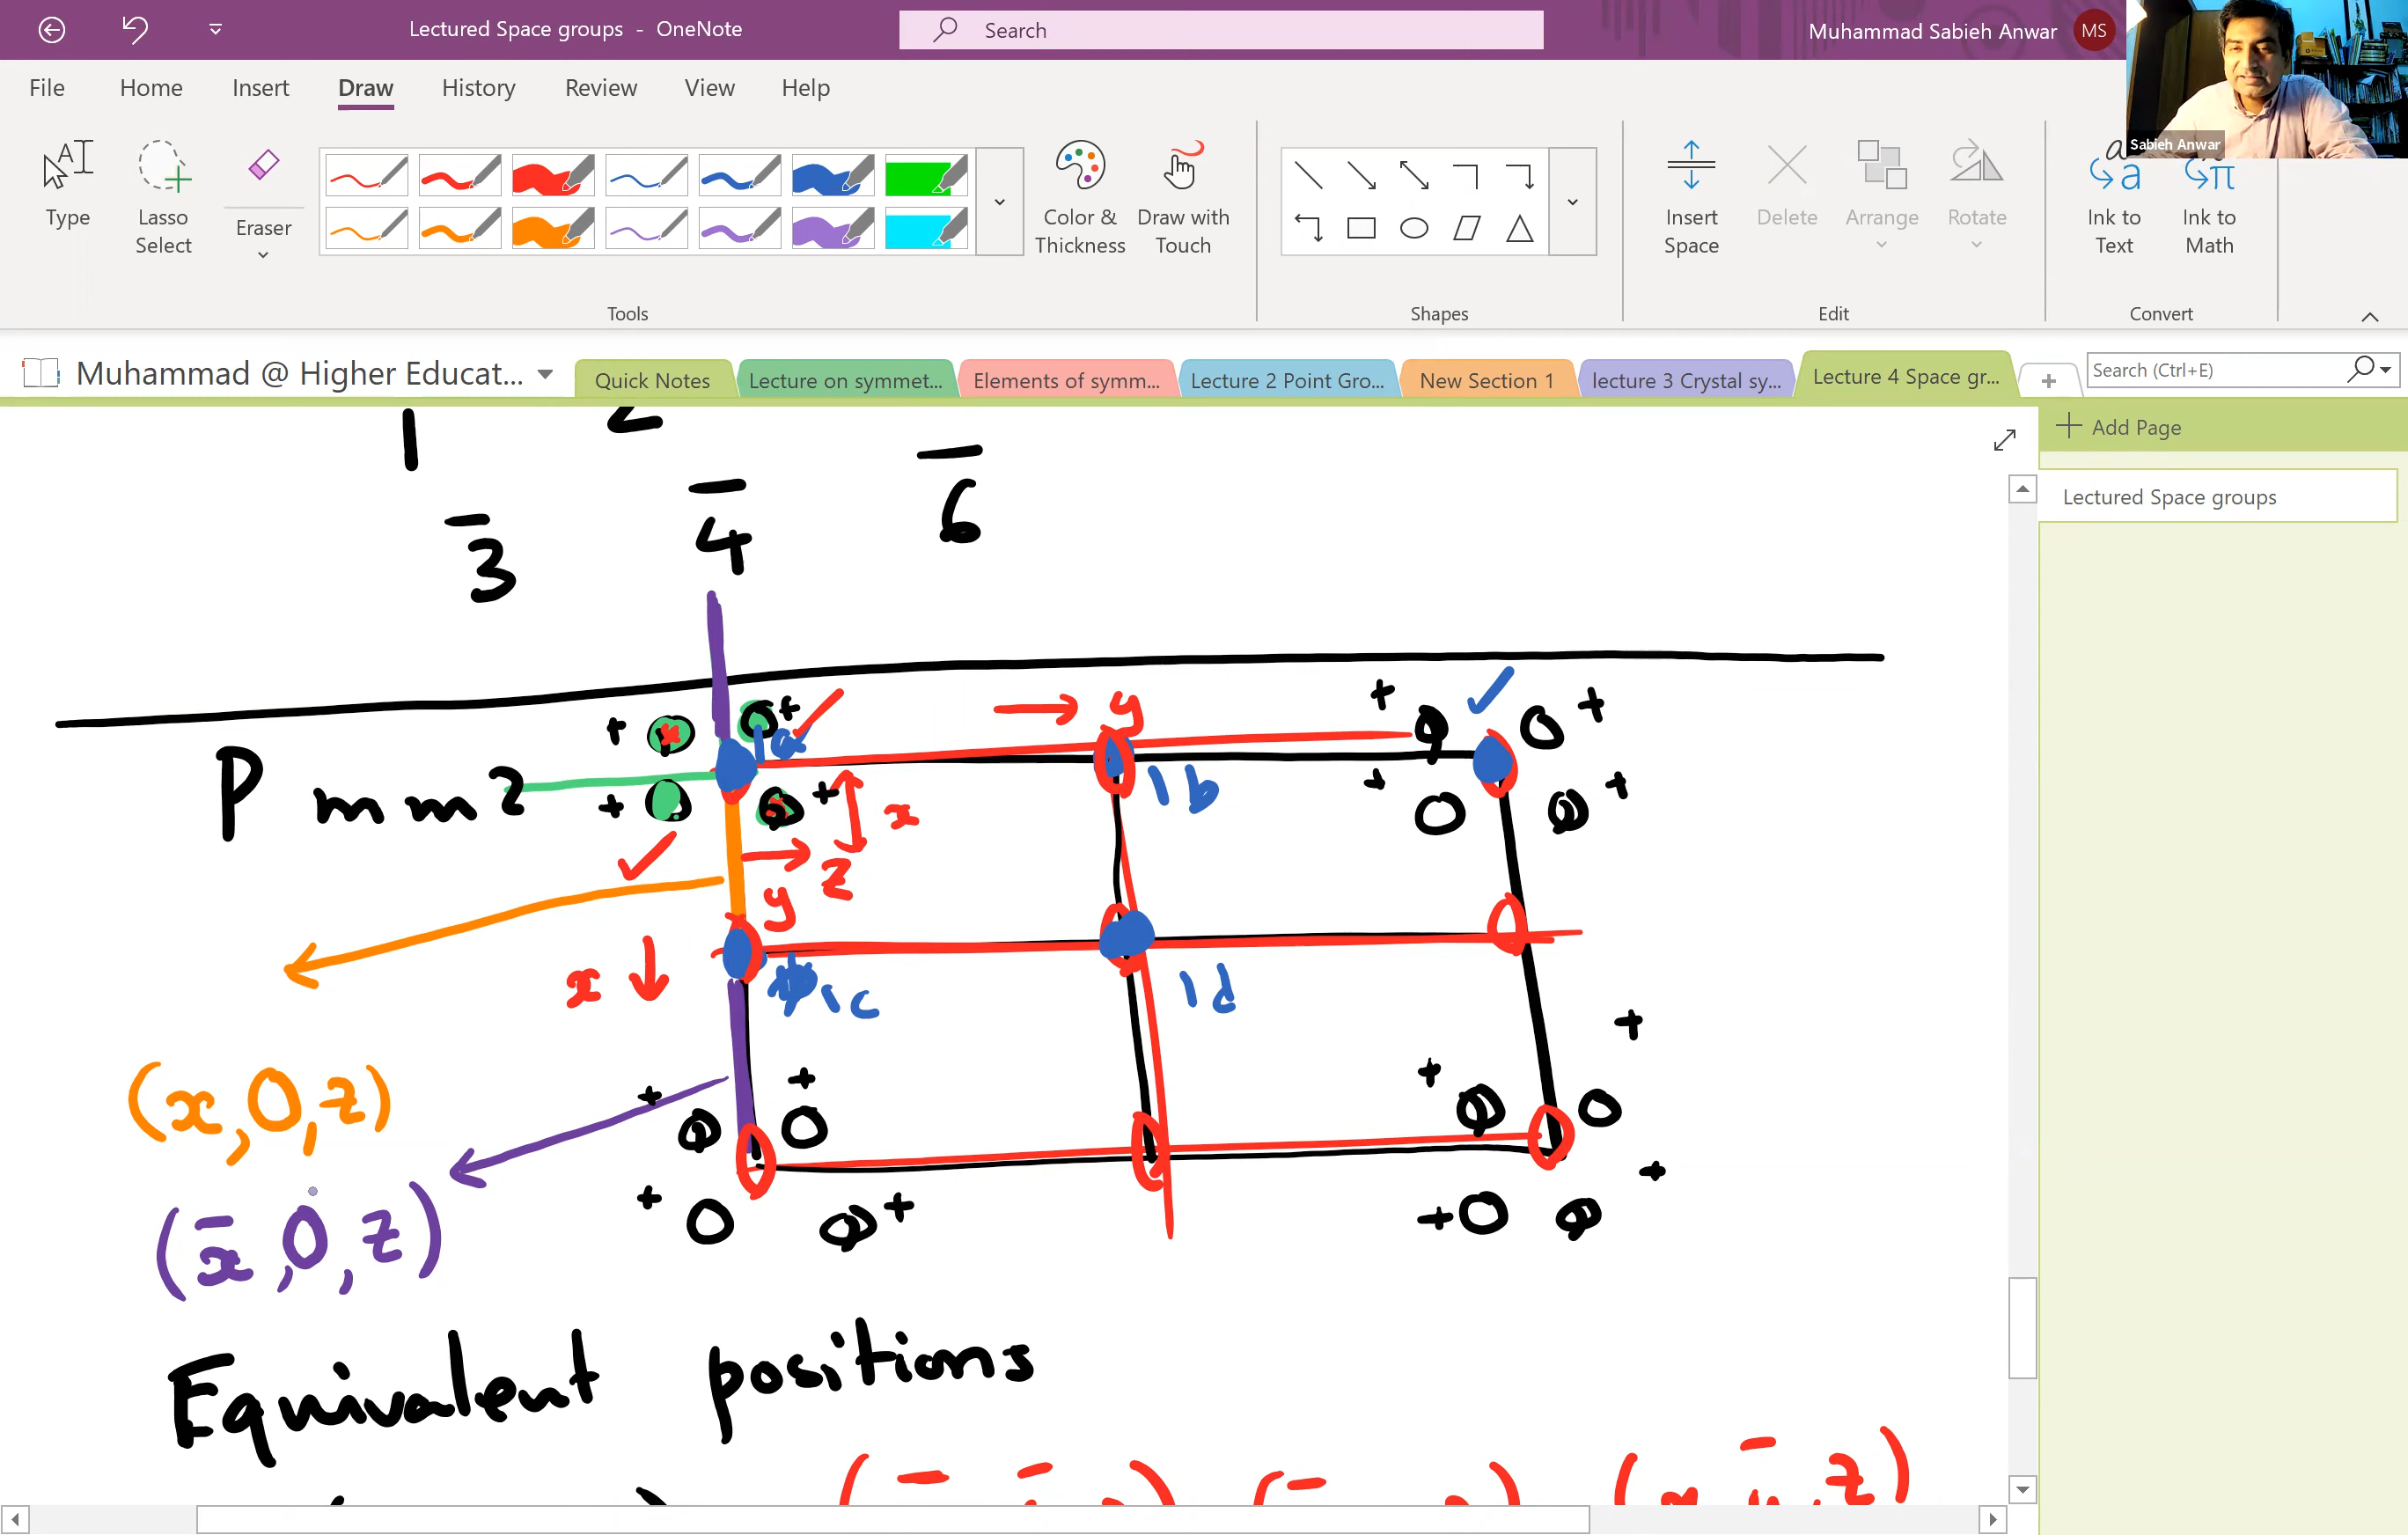 Lectured Space groups - OneNote
Search
Muhammad Sabieh Anwar
MS
File Home Insert Draw History Review View Help
Sabieh Anwar
Type
Lasso Select
Eraser
Color & Thickness
Draw with Touch
Insert Space
Delete
Arrange
Rotate
Ink to Text
Ink to Math
Tools
Shapes
Edit
Convert
Muhammad @ Higher Educat...
Quick Notes
Lecture on symmet...
Elements of symm...
Lecture 2 Point Gro...
New Section 1
lecture 3 Crystal sy...
Lecture 4 Space gr...
Search (Ctrl+E)
Add Page
Lectured Space groups
1 2
3̄ 4̄ 6̄
P m m 2
1a
y
1b
x
z
y
x
1c
1d
(x, 0, z)
(x̄, 0, z)
Equivalent positions